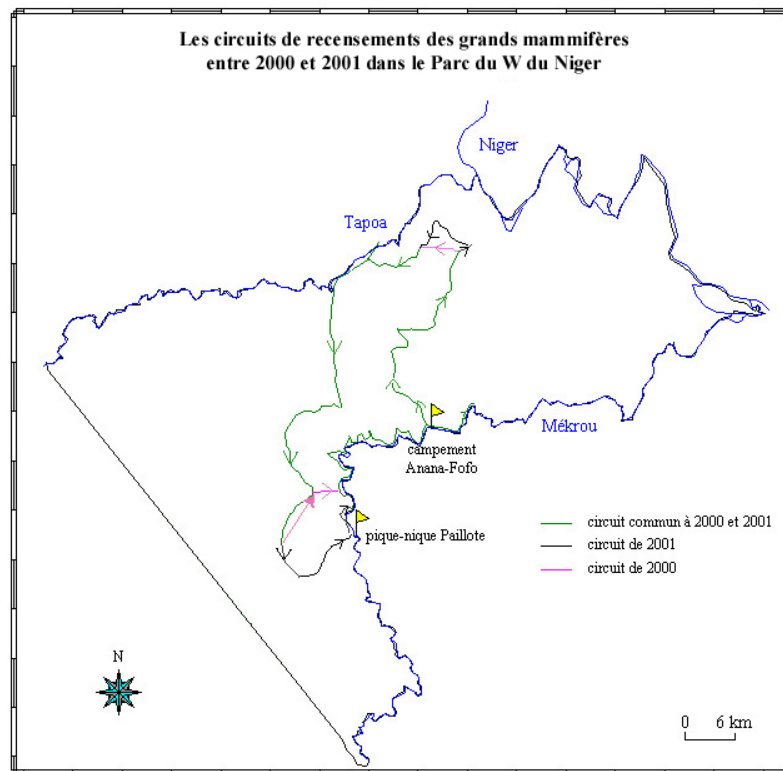 Les circuits de recensements des grands mammifères
entre 2000 et 2001 dans le Parc du W du Niger
Niger
Tapoa
Mékrou
campement
Anana-Fofo
pique-nique Paillote
circuit commun à 2000 et 2001
circuit de 2001
circuit de 2000
N
0 6 km